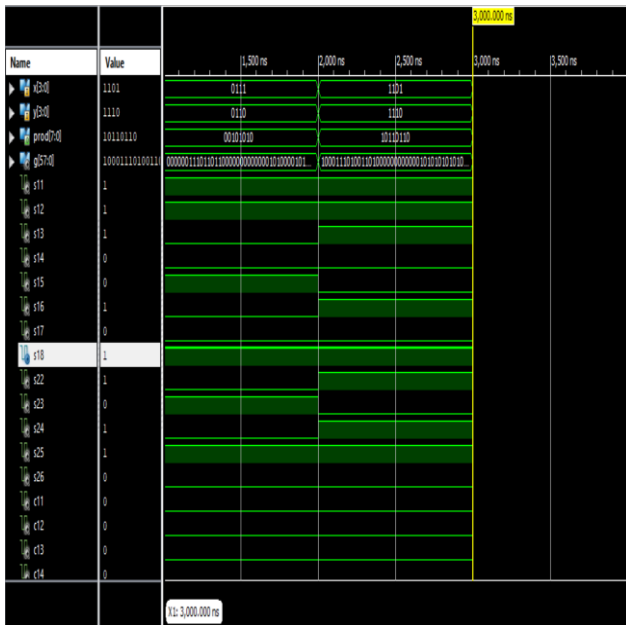 3,000.000 ns
Name Value 1,500 ns 2,000 ns 2,500 ns 3,000 ns 3,500 ns
x[3:0] 1101 0111 1101
y[3:0] 1110 0110 1110
prod[7:0] 10110110 00101010 10110110
g[57:0]
s11 1
s12 1
s13 1
s14 0
s15 0
s16 1
s17 0
s18 1
s22 1
s23 0
s24 1
s25 1
s26 0
c11 0
c12 0
c13 0
c14 0
X1: 3,000.000 ns